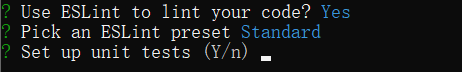 ? Use ESLint to lint your code? Yes
? Pick an ESLint preset Standard
? Set up unit tests (Y/n)